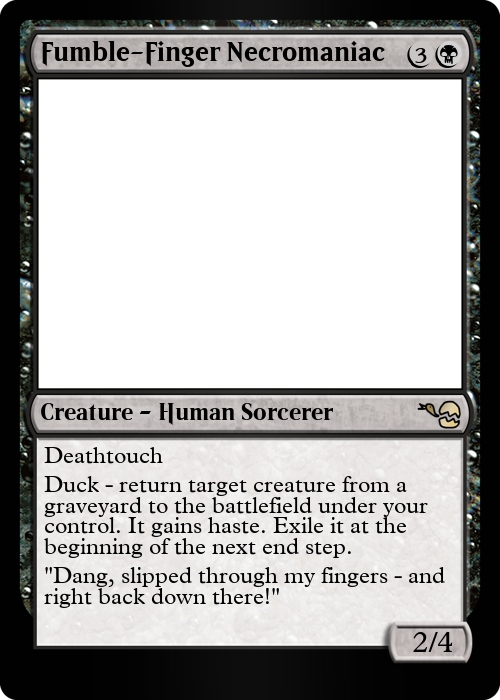 Fumble-Finger Necromaniac 3
Creature - Human Sorcerer
Deathtouch
Duck - return target creature from a
graveyard to the battlefield under your
control. It gains haste. Exile it at the
beginning of the next end step.
"Dang, slipped through my fingers - and
right back down there!"
2/4